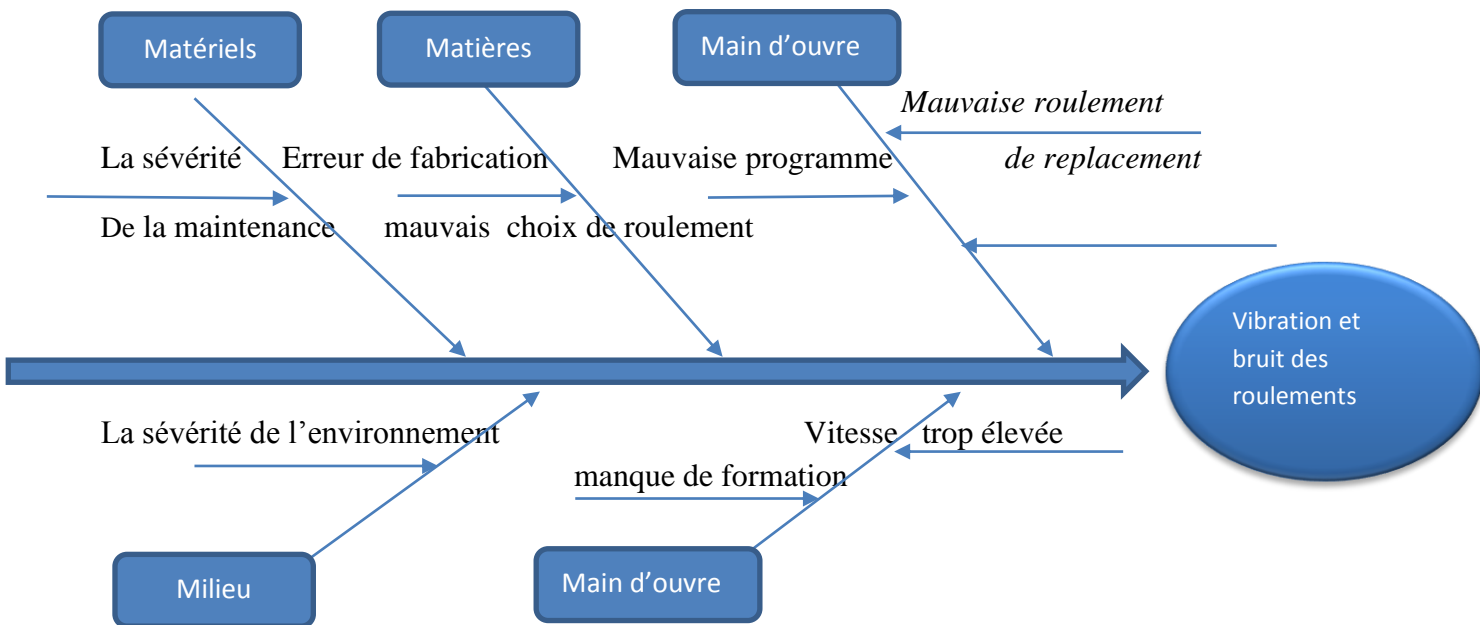 Matériels
Matières
Main d'ouvre
Mauvaise roulement
La sévérité
Erreur de fabrication
Mauvaise programme
de replacement
De la maintenance
mauvais choix de roulement
Vibration et
bruit des
roulements
La sévérité de l'environnement
Vitesse trop élevée
manque de formation
Milieu
Main d'ouvre